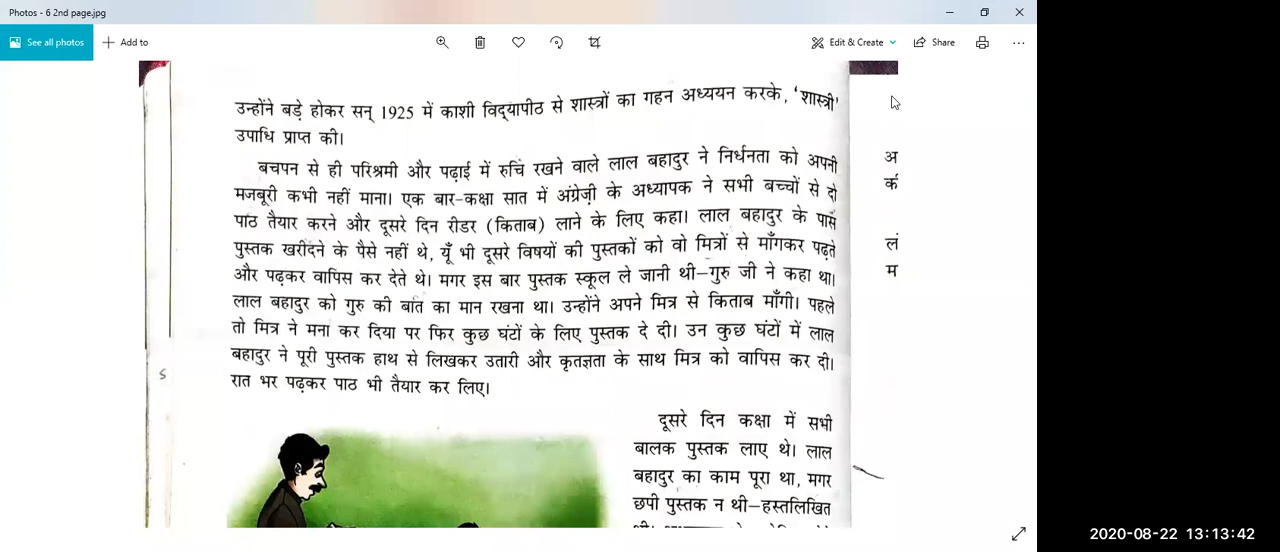 Photos - 6 2nd page.jpg
See all photos
Add to
Edit & Create
Share
उन्होंने बड़े होकर सन् 1925 में काशी विद्यापीठ से शास्त्रों का गहन अध्ययन करके, 'शास्त्री'
उपाधि प्राप्त की।
बचपन से ही परिश्रमी और पढ़ाई में रुचि रखने वाले लाल बहादुर ने निर्धनता को अपनी
मजबूरी कभी नहीं माना। एक बार-कक्षा सात में अंग्रेज़ी के अध्यापक ने सभी बच्चों से दो
पाठ तैयार करने और दूसरे दिन रीडर (किताब) लाने के लिए कहा। लाल बहादुर के पास
पुस्तक खरीदने के पैसे नहीं थे, यूँ भी दूसरे विषयों की पुस्तकों को वो मित्रों से माँगकर पढ़ते
और पढ़कर वापिस कर देते थे। मगर इस बार पुस्तक स्कूल ले जानी थी–गुरु जी ने कहा था।
लाल बहादुर को गुरु की बात का मान रखना था। उन्होंने अपने मित्र से किताब माँगी। पहले
तो मित्र ने मना कर दिया पर फिर कुछ घंटों के लिए पुस्तक दे दी। उन कुछ घंटों में लाल
बहादुर ने पूरी पुस्तक हाथ से लिखकर उतारी और कृतज्ञता के साथ मित्र को वापिस कर दी।
रात भर पढ़कर पाठ भी तैयार कर लिए।
दूसरे दिन कक्षा में सभी
बालक पुस्तक लाए थे। लाल
बहादुर का काम पूरा था, मगर
छपी पुस्तक न थी–हस्तलिखित
अ
की
लं
म
S
2020-08-22 13:13:42